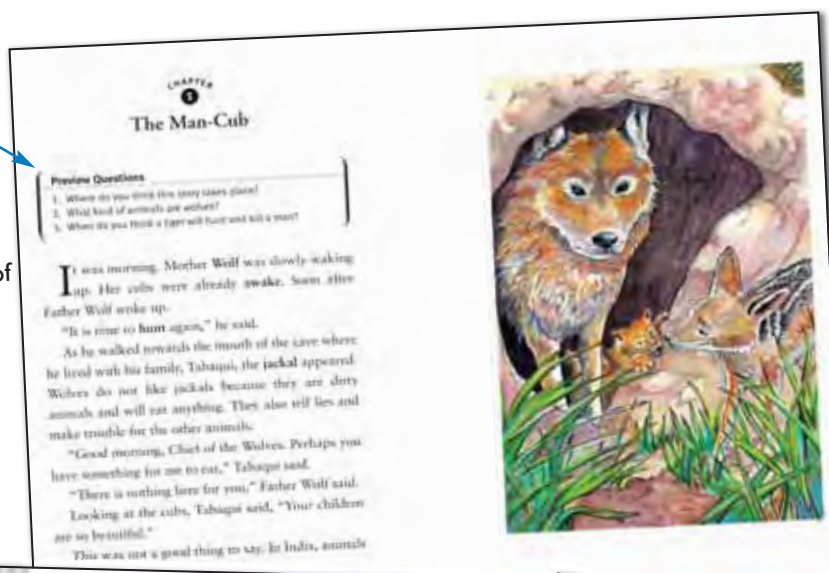 of
CHAPTER
1
The Man-Cub
Preview Questions
1. Where do you think this story takes place?
2. What kind of animals are wolves?
3. When do you think a tiger will hunt and kill a man?
It was morning. Mother Wolf was slowly waking
up. Her cubs were already awake. Soon after
Father Wolf woke up.
"It is time to hunt again," he said.
As he walked towards the mouth of the cave where
he lived with his family, Tabaqui, the jackal appeared.
Wolves do not like jackals because they are dirty
animals and will eat anything. They also tell lies and
make trouble for the other animals.
"Good morning, Chief of the Wolves. Perhaps you
have something for me to eat," Tabaqui said.
"There is nothing here for you," Father Wolf said.
Looking at the cubs, Tabaqui said, "Your children
are so beautiful."
This was not a good thing to say. In India, animals